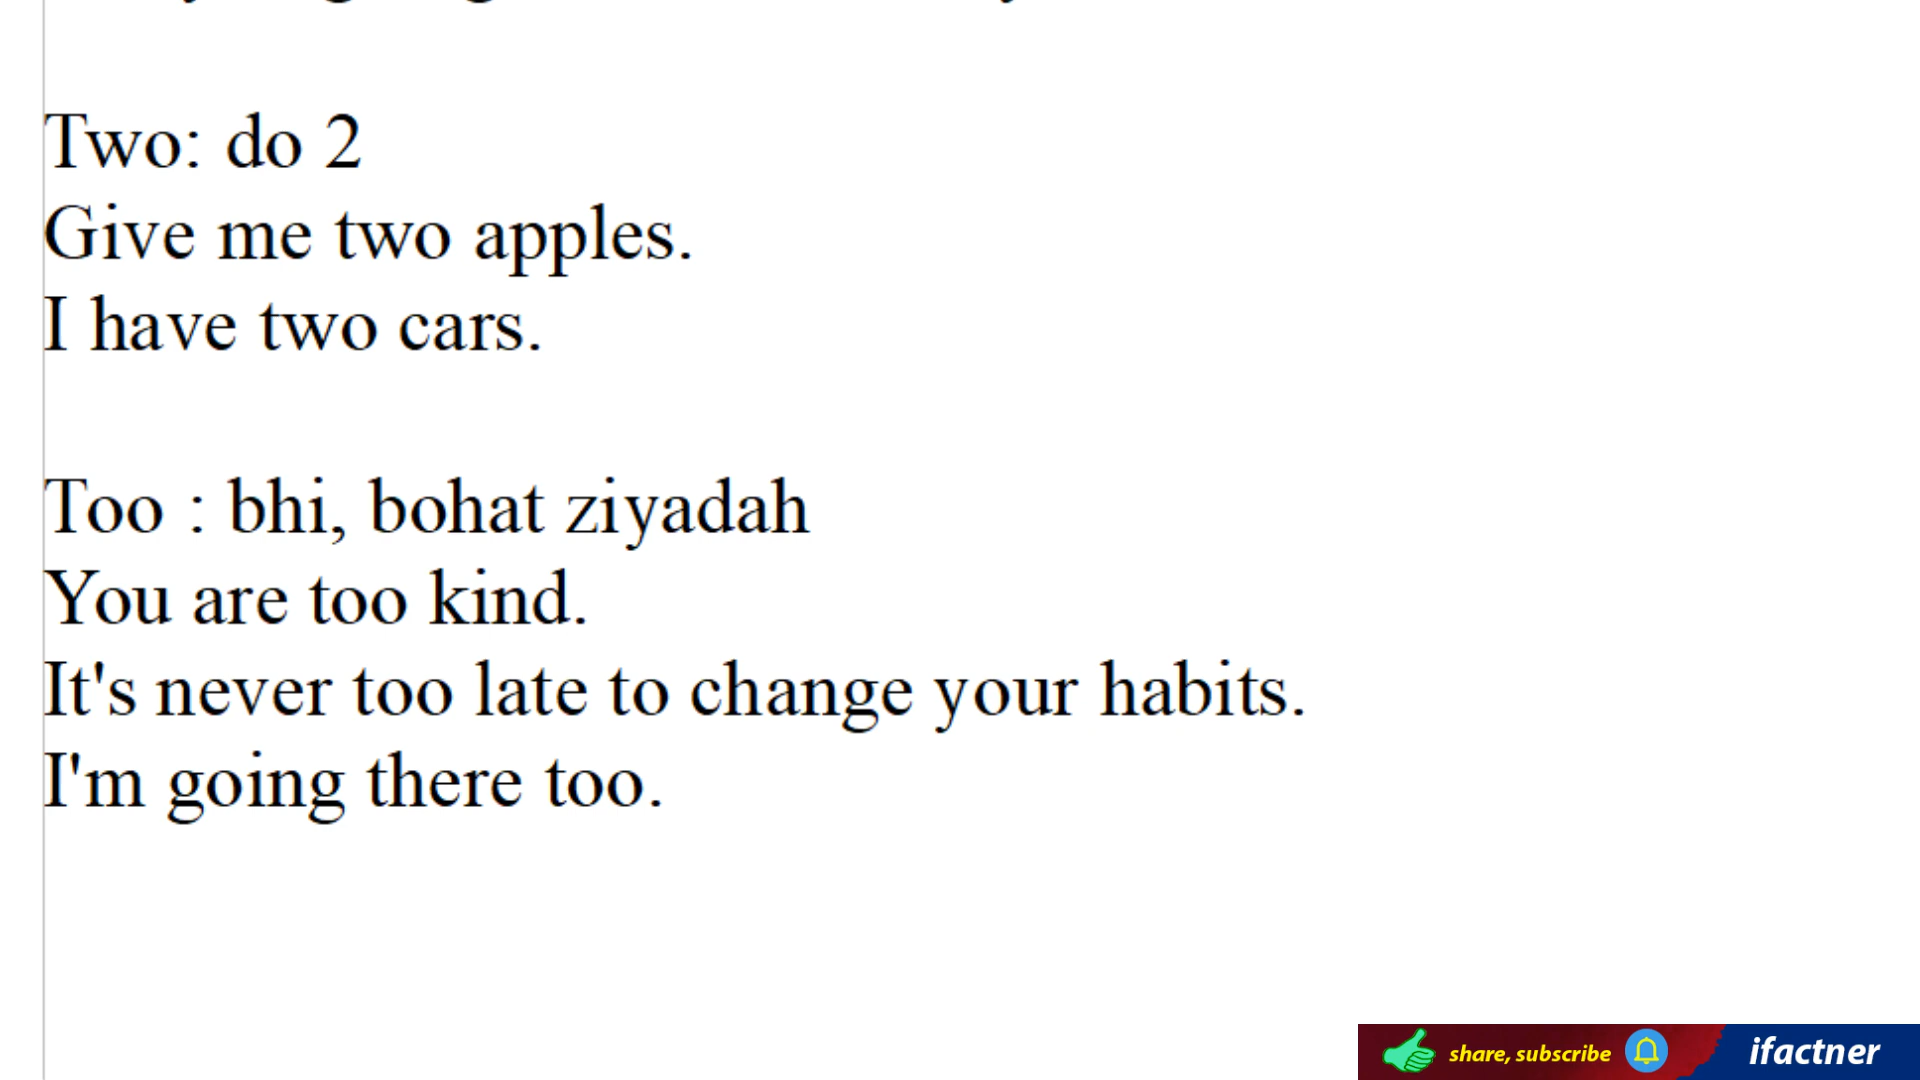 Two: do 2
Give me two apples.
I have two cars.
Too : bhi, bohat ziyadah
You are too kind.
It's never too late to change your habits.
I'm going there too.
share, subscribe
ifactner